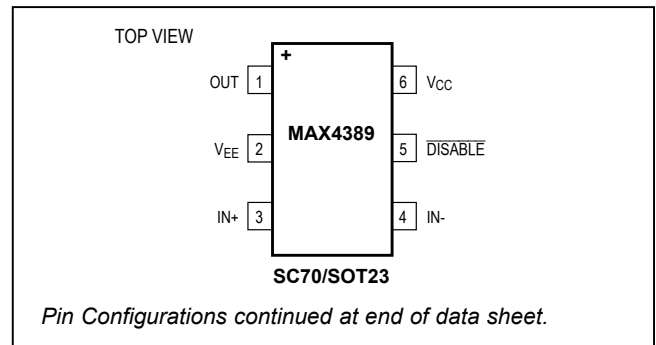 TOP VIEW
+
OUT 1 6 VCC
MAX4389
VEE 2 5 DISABLE
IN+ 3 4 IN-
SC70/SOT23
Pin Configurations continued at end of data sheet.